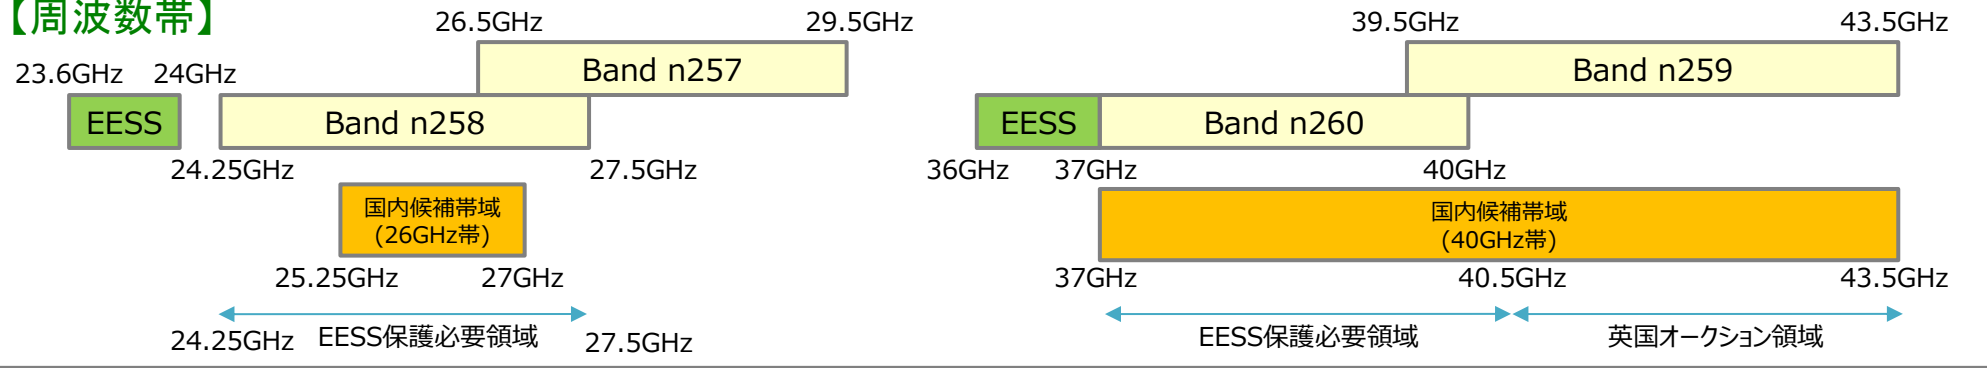 【周波数帯】
26.5GHz 29.5GHz 39.5GHz 43.5GHz
23.6GHz 24GHz Band n257 Band n259
EESS Band n258 EESS Band n260
24.25GHz 27.5GHz 36GHz 37GHz 40GHz
国内候補帯域
(26GHz帯)
国内候補帯域
(40GHz帯)
25.25GHz 27GHz 37GHz 40.5GHz 43.5GHz
24.25GHz EESS保護必要領域 27.5GHz EESS保護必要領域 英国オークション領域